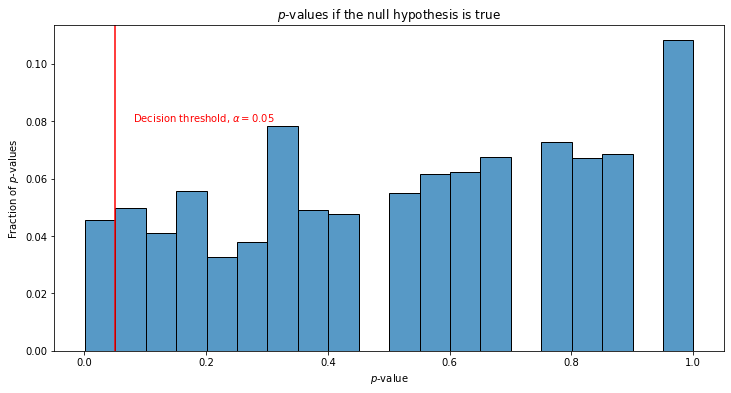 p-values if the null hypothesis is true
Decision threshold, α = 0.05
Fraction of p-values
0.10
0.08
0.06
0.04
0.02
0.00
0.0 0.2 0.4 0.6 0.8 1.0
p-value